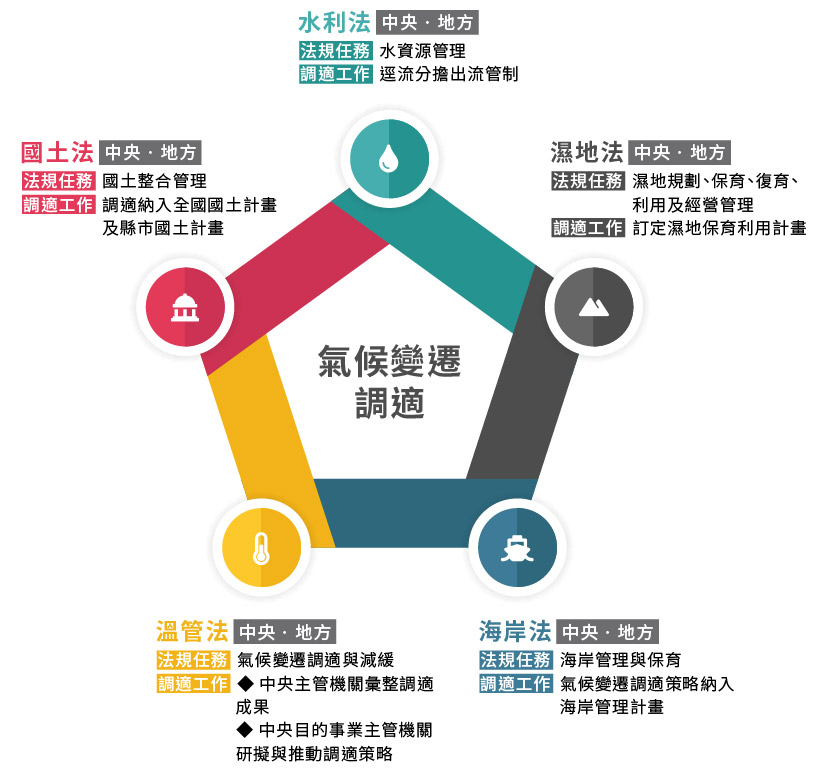 水利法 中央．地方
法規任務 水資源管理
調適工作 逕流分擔出流管制
國土法 中央．地方
法規任務 國土整合管理
調適工作 調適納入全國國土計畫
及縣市國土計畫
濕地法 中央．地方
法規任務 濕地規劃、保育、復育、
利用及經營管理
調適工作 訂定濕地保育利用計畫
氣候變遷
調適
溫管法 中央．地方
法規任務 氣候變遷調適與減緩
調適工作 ◆ 中央主管機關彙整調適
成果
◆ 中央目的事業主管機關
研擬與推動調適策略
海岸法 中央．地方
法規任務 海岸管理與保育
調適工作 氣候變遷調適策略納入
海岸管理計畫